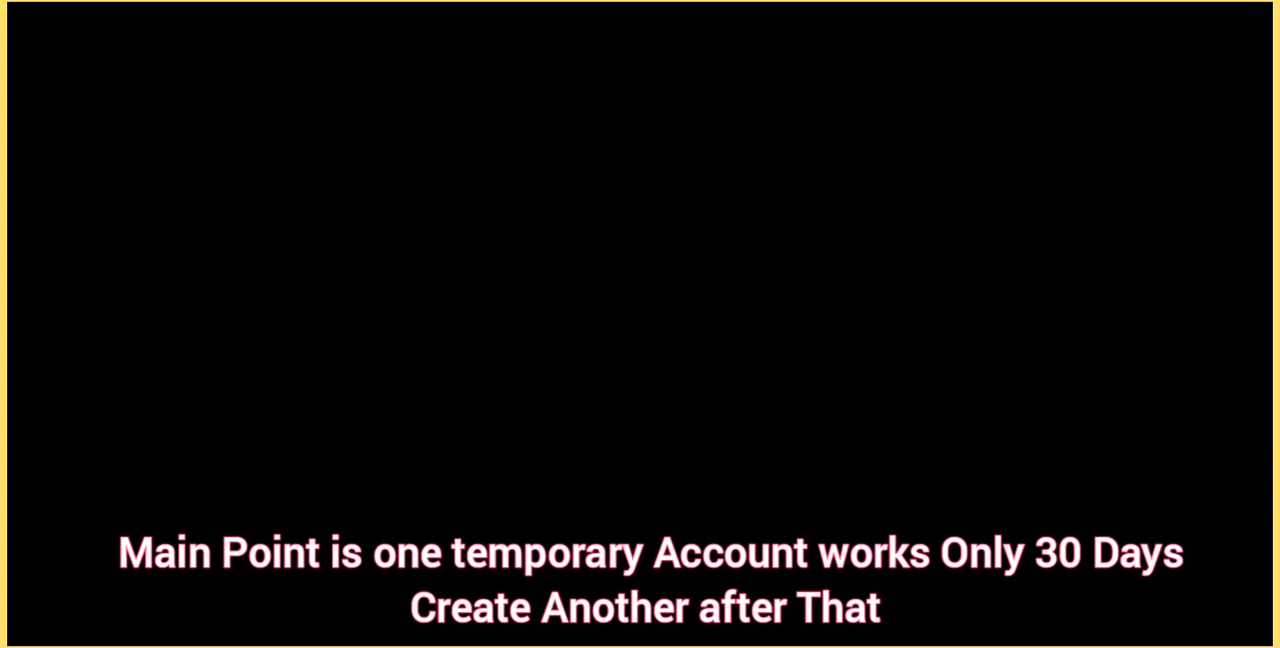 Main Point is one temporary Account works Only 30 Days
Create Another after That